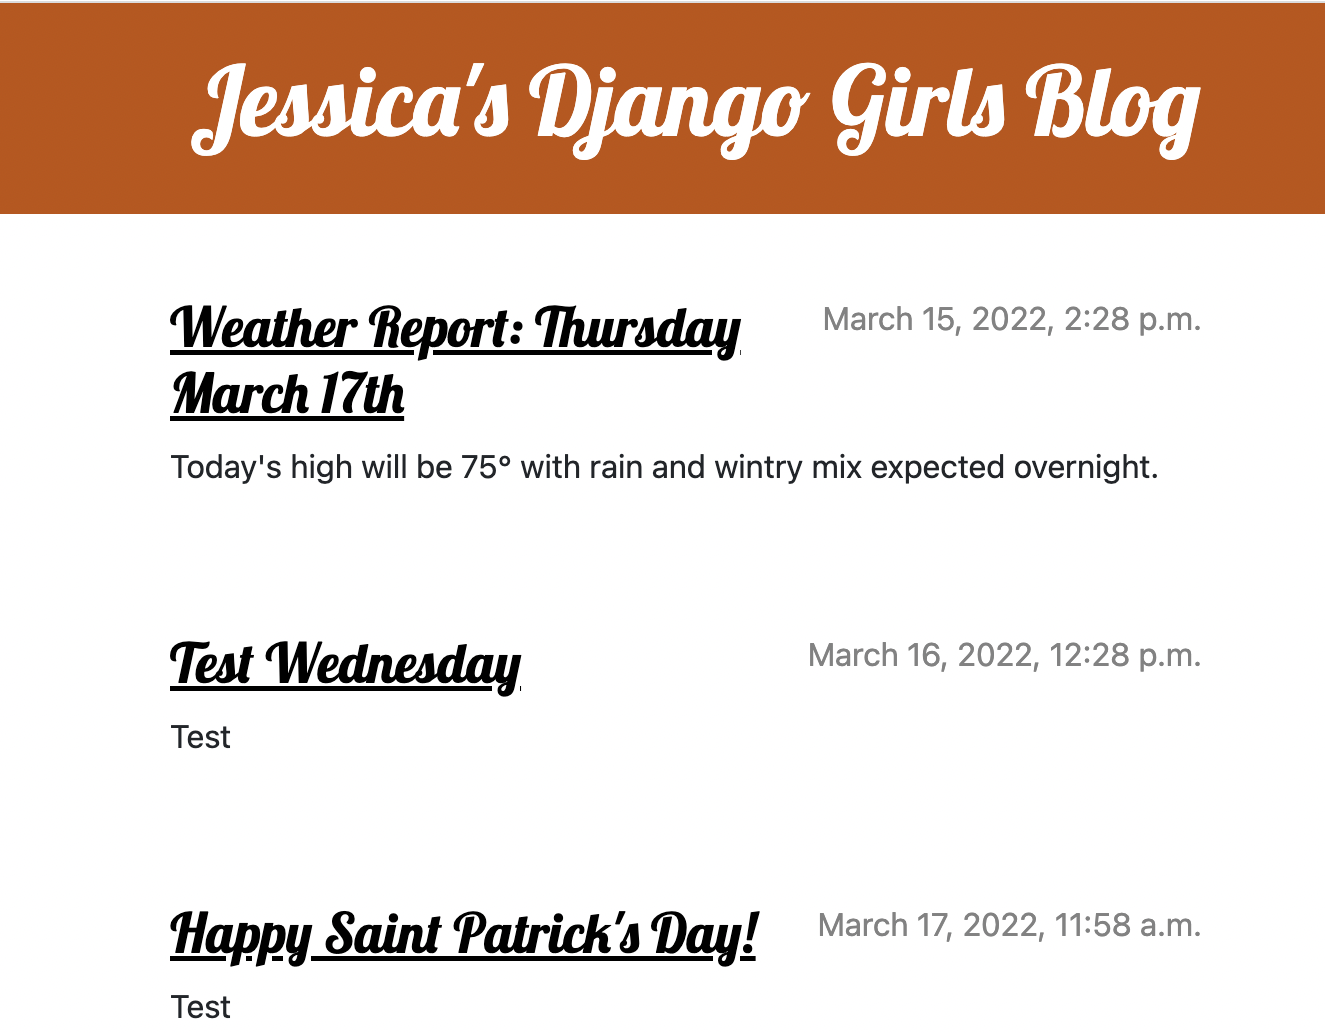 Jessica's Django Girls Blog
Weather Report: Thursday March 15, 2022, 2:28 p.m.
March 17th
Today's high will be 75° with rain and wintry mix expected overnight.
Test Wednesday March 16, 2022, 12:28 p.m.
Test
Happy Saint Patrick's Day! March 17, 2022, 11:58 a.m.
Test